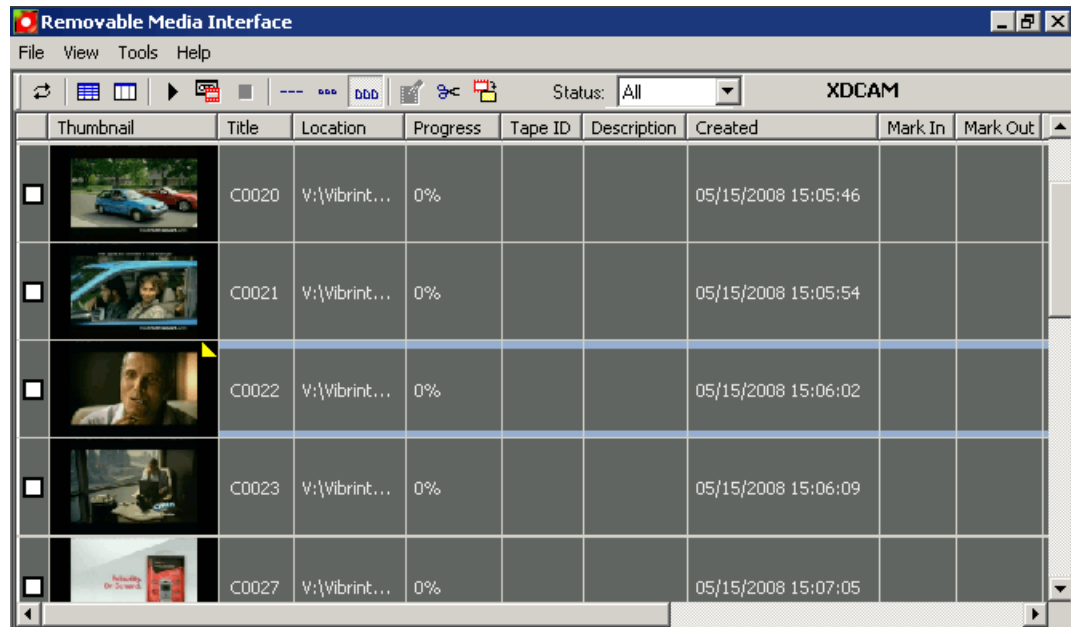 Removable Media Interface
File View Tools Help
Status: All XDCAM
Thumbnail Title Location Progress Tape ID Description Created Mark In Mark Out
C0020 V:\Vibrint... 0% 05/15/2008 15:05:46
C0021 V:\Vibrint... 0% 05/15/2008 15:05:54
C0022 V:\Vibrint... 0% 05/15/2008 15:06:02
C0023 V:\Vibrint... 0% 05/15/2008 15:06:09
Reliability.
On Demand.
C0027 V:\Vibrint... 0% 05/15/2008 15:07:05